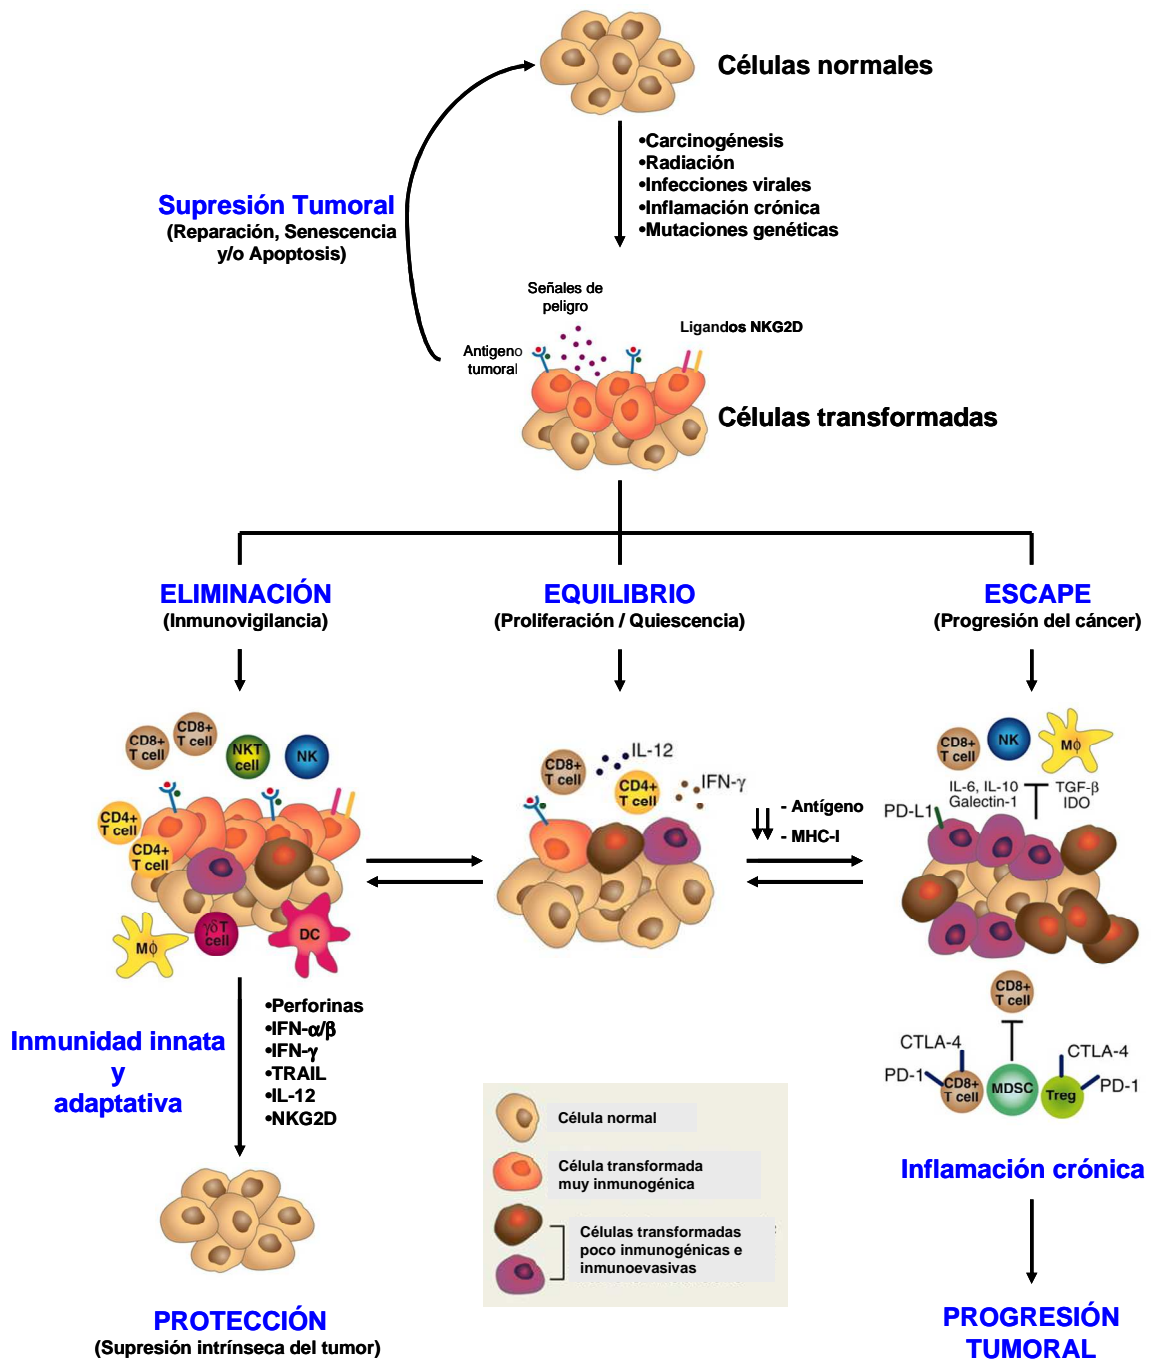 Células normales
•Carcinogénesis
•Radiación
•Infecciones virales
•Inflamación crónica
•Mutaciones genéticas
Supresión Tumoral
(Reparación, Senescencia
y/o Apoptosis)
Señales de
peligro
Ligandos NKG2D
Antigeno
tumoral
Células transformadas
ELIMINACIÓN
(Inmunovigilancia)
EQUILIBRIO
(Proliferación / Quiescencia)
ESCAPE
(Progresión del cáncer)
CD8+
T cell
CD8+
T cell
NKT
cell
NK
CD4+
T cell
CD4+
T cell
Mϕ
γδT
cell
DC
CD8+
T cell
IL-12
CD4+
T cell
IFN-γ
- Antígeno
- MHC-I
CD8+
T cell
NK
Mϕ
IL-6, IL-10
Galectin-1
TGF-β
IDO
PD-L1
•Perforinas
•IFN-α/β
•IFN-γ
•TRAIL
•IL-12
•NKG2D
Inmunidad innata
y
adaptativa
CD8+
T cell
CTLA-4
PD-1
CD8+
T cell
MDSC
Treg
CTLA-4
PD-1
Célula normal
Célula transformada
muy inmunogénica
Células transformadas
poco inmunogénicas e
inmunoevasivas
Inflamación crónica
PROTECCIÓN
(Supresión intrínseca del tumor)
PROGRESIÓN
TUMORAL